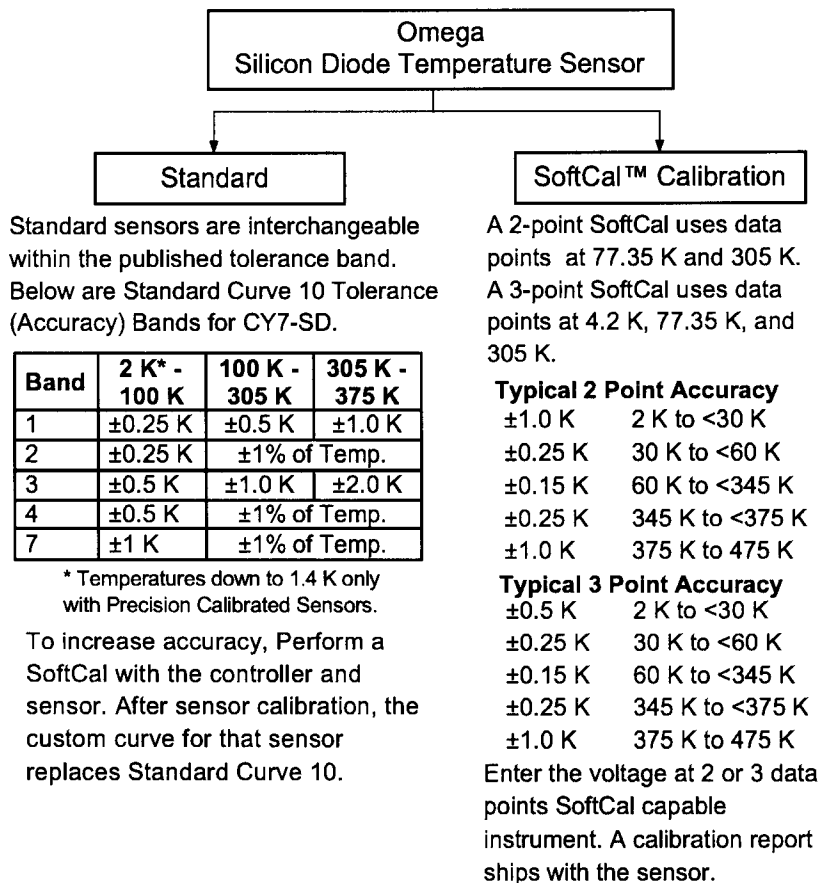 Omega
Silicon Diode Temperature Sensor
Standard
Standard sensors are interchangeable
within the published tolerance band.
Below are Standard Curve 10 Tolerance
(Accuracy) Bands for CY7-SD.
Band 2 K* - 100 K - 305 K -
100 K 305 K 375 K
1 ±0.25 K ±0.5 K ±1.0 K
2 ±0.25 K ±1% of Temp.
3 ±0.5 K ±1.0 K ±2.0 K
4 ±0.5 K ±1% of Temp.
7 ±1 K ±1% of Temp.
* Temperatures down to 1.4 K only
with Precision Calibrated Sensors.
To increase accuracy, Perform a
SoftCal with the controller and
sensor. After sensor calibration, the
custom curve for that sensor
replaces Standard Curve 10.
SoftCal™ Calibration
A 2-point SoftCal uses data
points at 77.35 K and 305 K.
A 3-point SoftCal uses data
points at 4.2 K, 77.35 K, and
305 K.
Typical 2 Point Accuracy
±1.0 K 2 K to <30 K
±0.25 K 30 K to <60 K
±0.15 K 60 K to <345 K
±0.25 K 345 K to <375 K
±1.0 K 375 K to 475 K
Typical 3 Point Accuracy
±0.5 K 2 K to <30 K
±0.25 K 30 K to <60 K
±0.15 K 60 K to <345 K
±0.25 K 345 K to <375 K
±1.0 K 375 K to 475 K
Enter the voltage at 2 or 3 data
points SoftCal capable
instrument. A calibration report
ships with the sensor.